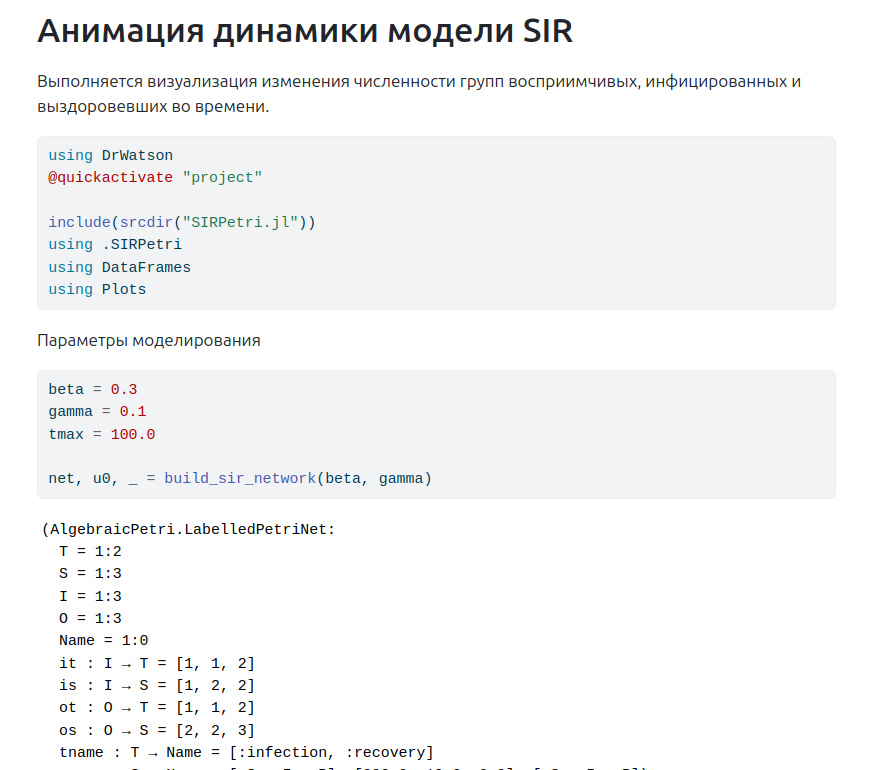 Анимация динамики модели SIR
Выполняется визуализация изменения численности групп восприимчивых, инфицированных и
выздоровевших во времени.
using DrWatson
@quickactivate "project"
include(srcdir("SIRPetri.jl"))
using .SIRPetri
using DataFrames
using Plots
Параметры моделирования
beta = 0.3
gamma = 0.1
tmax = 100.0
net, u0, _ = build_sir_network(beta, gamma)
(AlgebraicPetri.LabelledPetriNet:
T = 1:2
S = 1:3
I = 1:3
O = 1:3
Name = 1:0
it : I → T = [1, 1, 2]
is : I → S = [1, 2, 2]
ot : O → T = [1, 1, 2]
os : O → S = [2, 2, 3]
tname : T → Name = [:infection, :recovery]